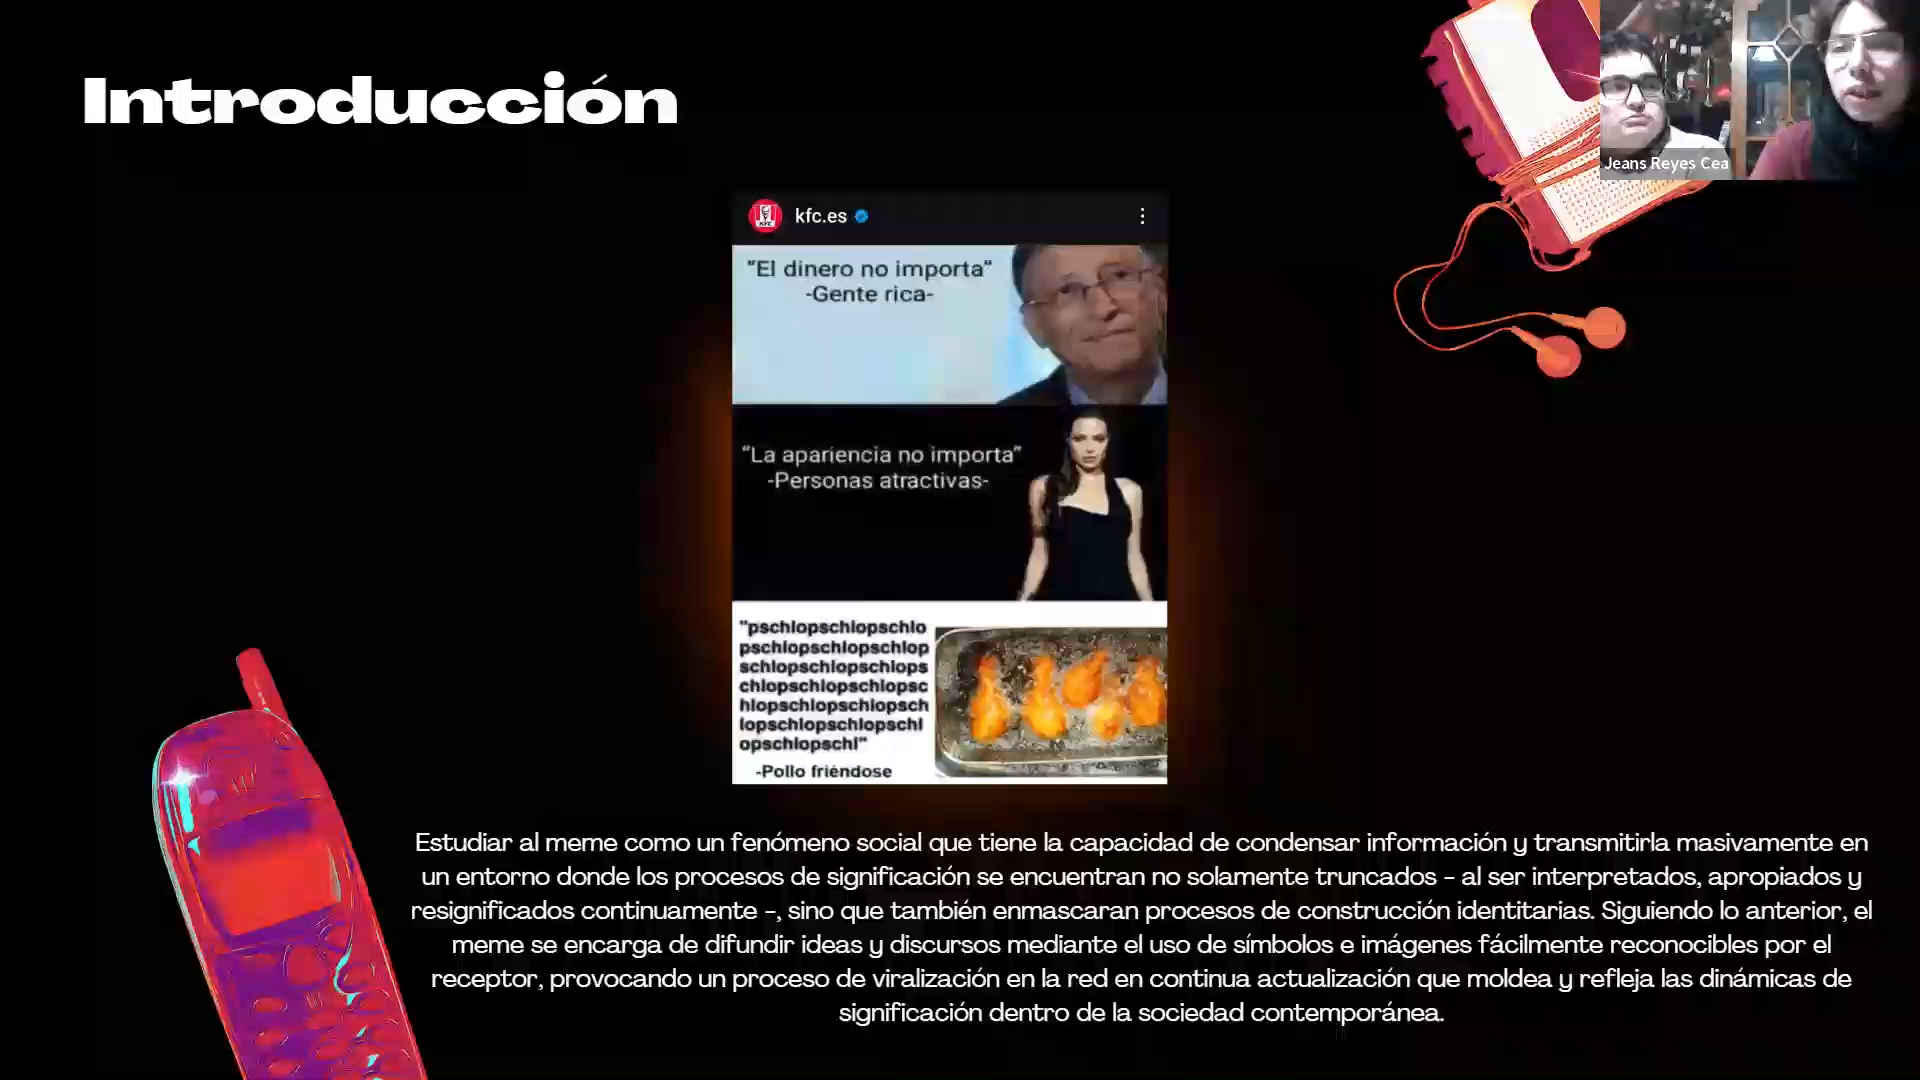 Introducción
Jeans Reyes Cea
kfc.es
"El dinero no importa"
-Gente rica-
"La apariencia no importa"
-Personas atractivas-
"pschlopschlopschlo
pschlopschlopschlop
schlopschlopschlops
chlopschlopschlopsc
hlopschlopschlopsch
lopschlopschlopschl
opschlopschl"
-Pollo friéndose
Estudiar al meme como un fenómeno social que tiene la capacidad de condensar información y transmitirla masivamente en
un entorno donde los procesos de significación se encuentran no solamente truncados – al ser interpretados, apropiados y
resignificados continuamente –, sino que también enmascaran procesos de construcción identitarias. Siguiendo lo anterior, el
meme se encarga de difundir ideas y discursos mediante el uso de símbolos e imágenes fácilmente reconocibles por el
receptor, provocando un proceso de viralización en la red en continua actualización que moldea y refleja las dinámicas de
significación dentro de la sociedad contemporánea.